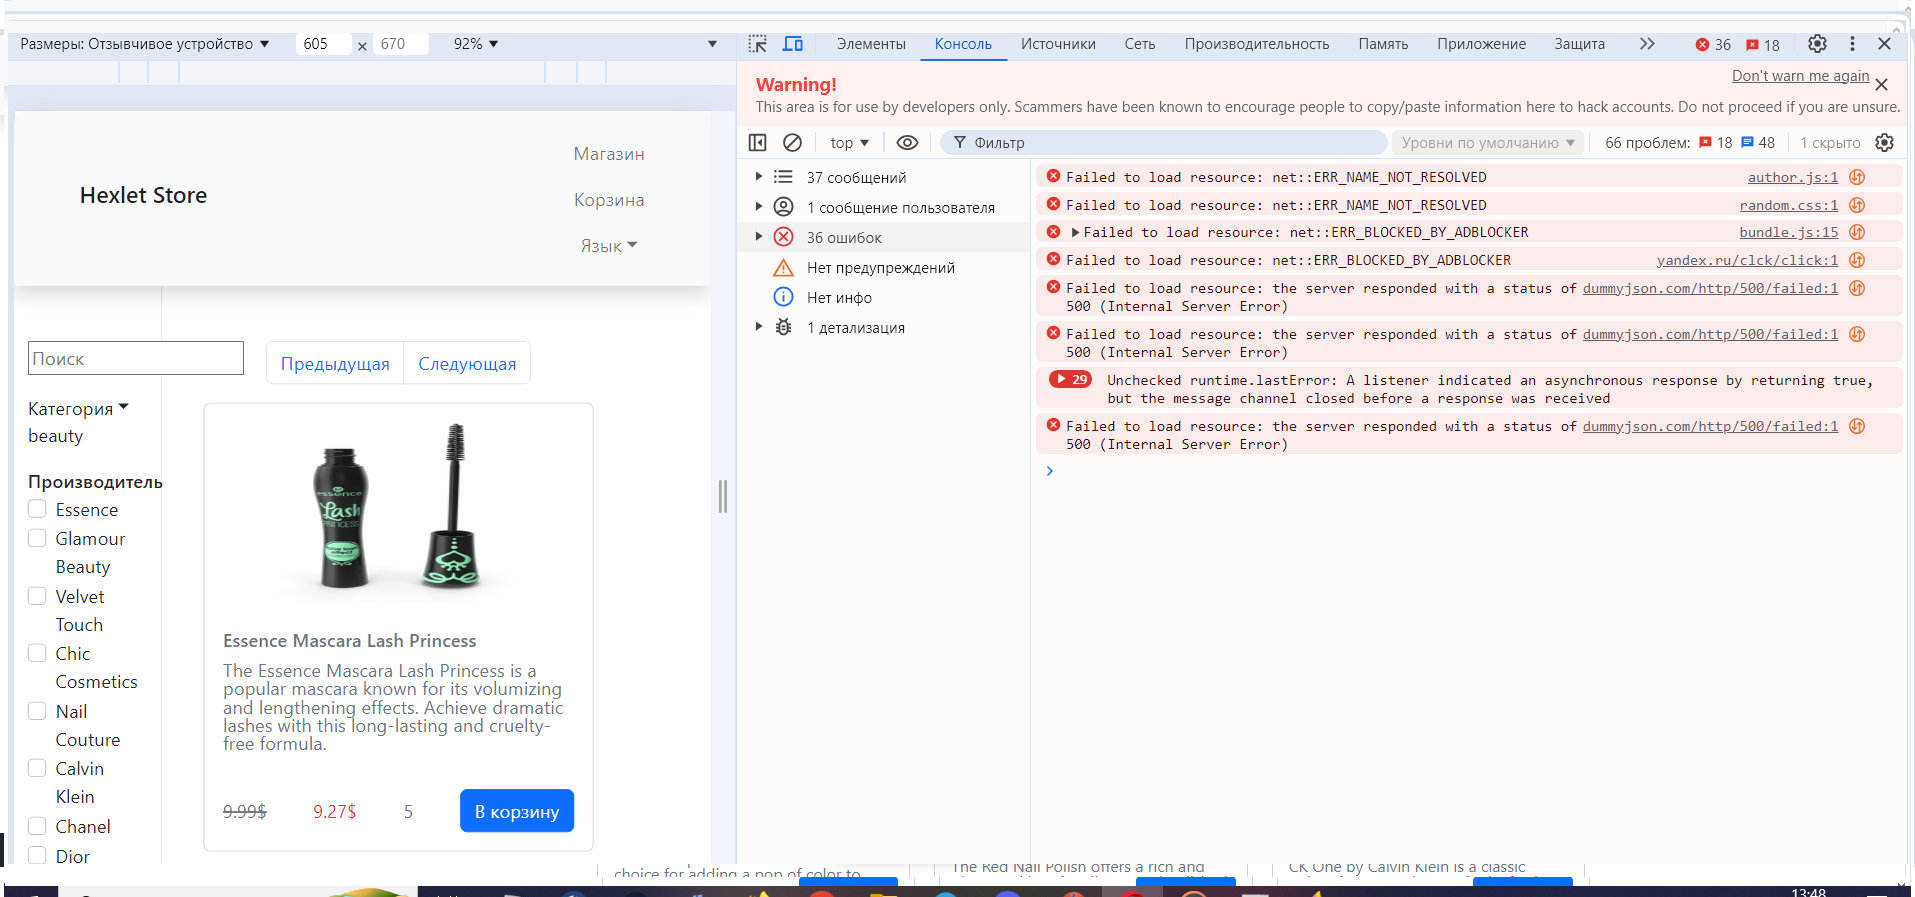 Размеры: Отзывчивое устройство ▼ 605 × 670 92% ▼
Магазин
Hexlet Store
Корзина
Язык
Поиск
Предыдущая Следующая
Категория
beauty
Производитель
Essence
Glamour
Beauty
Velvet
Touch
Chic
Cosmetics
Nail
Couture
Calvin
Klein
Chanel
Dior
essence
Lash
PRINCESS
Essence Mascara Lash Princess
The Essence Mascara Lash Princess is a
popular mascara known for its volumizing
and lengthening effects. Achieve dramatic
lashes with this long-lasting and cruelty-
free formula.
9.99$ 9.27$ 5 В корзину
Элементы Консоль Источники Сеть Производительность Память Приложение Защита 36 18
Warning!
Don't warn me again
This area is for use by developers only. Scammers have been known to encourage people to copy/paste information here to hack accounts. Do not proceed if you are unsure.
top ▼ Фильтр Уровни по умолчанию ▼ 66 проблем: 18 48 1 скрыто
37 сообщений
1 сообщение пользователя
36 ошибок
Нет предупреждений
Нет инфо
1 детализация
Failed to load resource: net::ERR_NAME_NOT_RESOLVED author.js:1
Failed to load resource: net::ERR_NAME_NOT_RESOLVED random.css:1
Failed to load resource: net::ERR_BLOCKED_BY_ADBLOCKER bundle.js:15
Failed to load resource: net::ERR_BLOCKED_BY_ADBLOCKER yandex.ru/clck/click:1
Failed to load resource: the server responded with a status of dummyjson.com/http/500/failed:1
500 (Internal Server Error)
Failed to load resource: the server responded with a status of dummyjson.com/http/500/failed:1
500 (Internal Server Error)
29 Unchecked runtime.lastError: A listener indicated an asynchronous response by returning true,
but the message channel closed before a response was received
Failed to load resource: the server responded with a status of dummyjson.com/http/500/failed:1
500 (Internal Server Error)
choice for adding a pop of color to
The Red Nail Polish offers a rich and
CK One by Calvin Klein is a classic
13:48